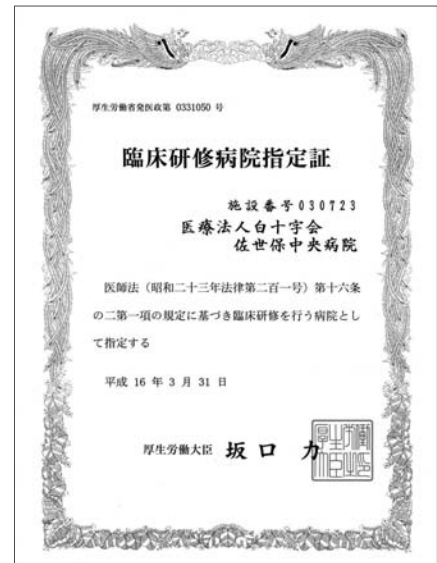 厚生労働省発医政第 0331050 号
臨床研修病院指定証
施設番号030723
医療法人白十字会
佐世保中央病院
医師法（昭和二十三年法律第二百一号）第十六条
の二第一項の規定に基づき臨床研修を行う病院とし
て指定する
平成 16 年 3 月 31 日
厚生労働大臣 坂口 力